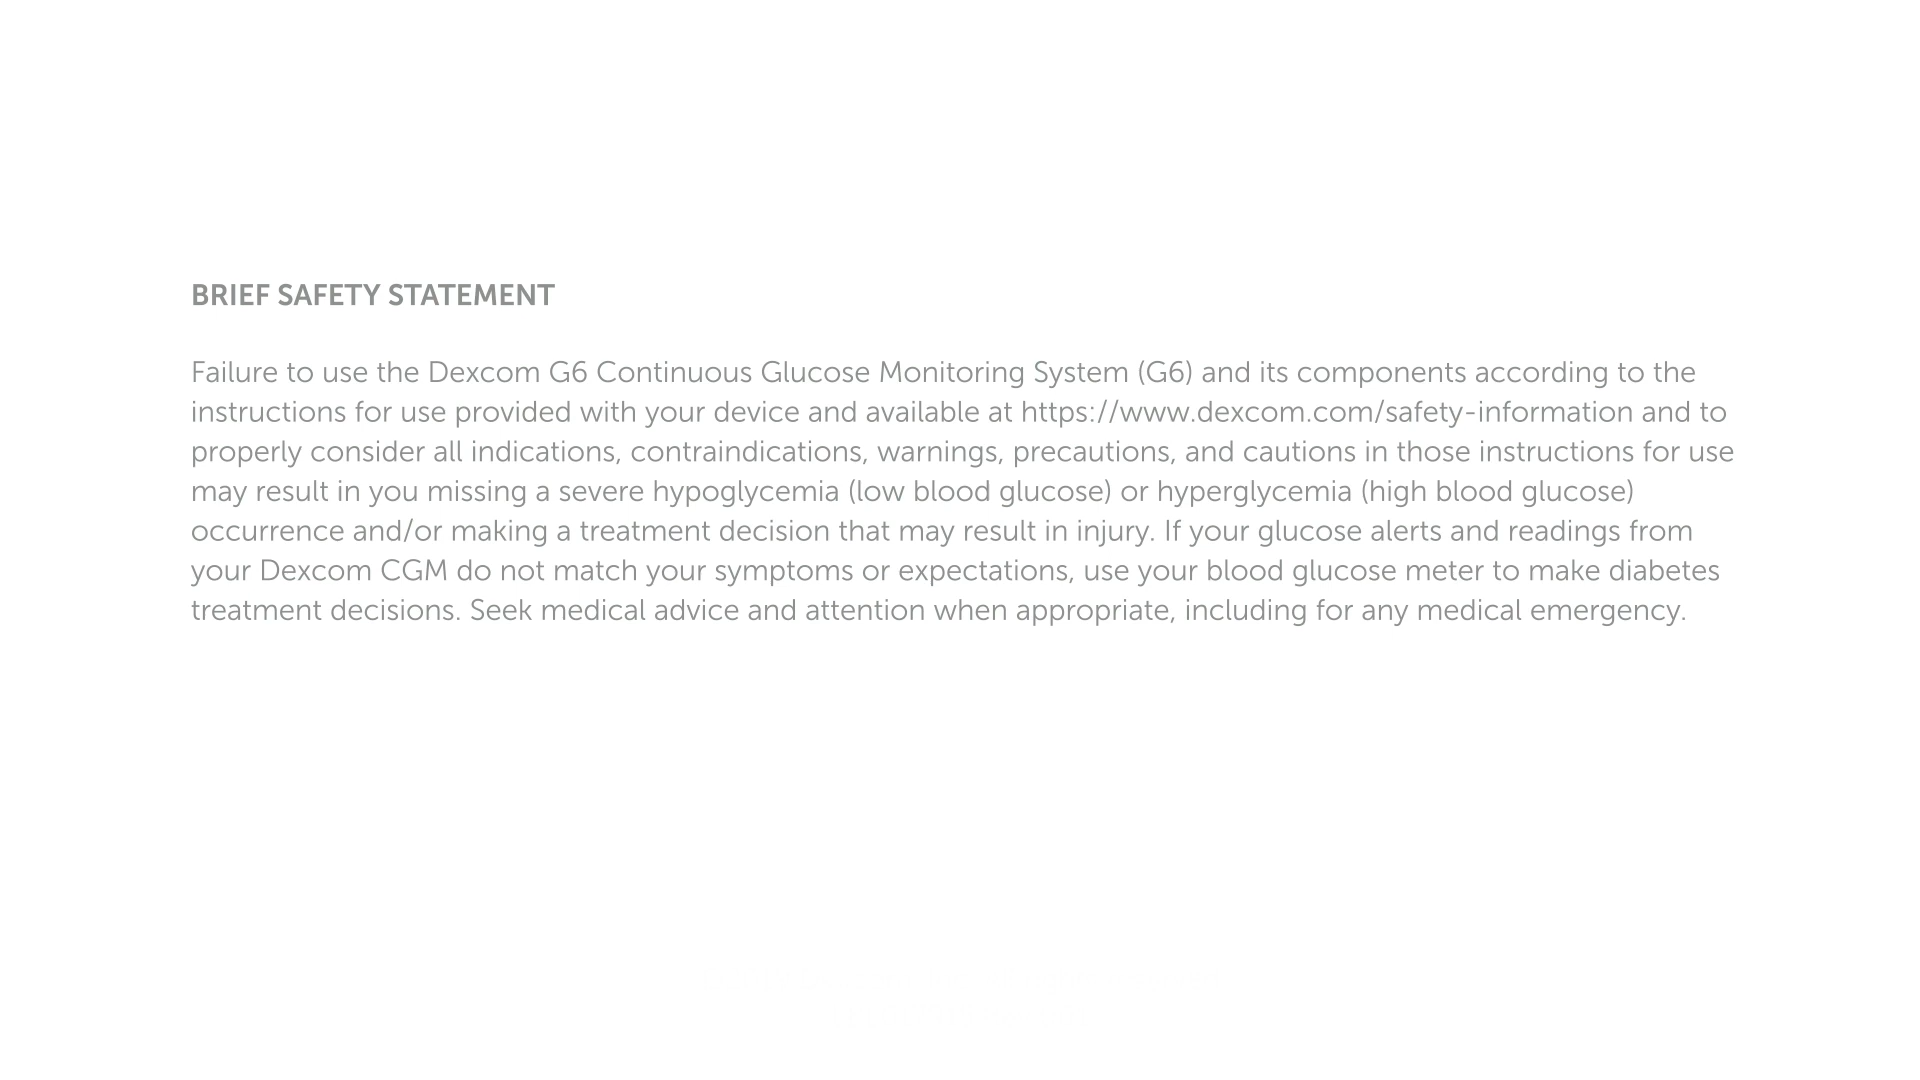 BRIEF SAFETY STATEMENT
Failure to use the Dexcom G6 Continuous Glucose Monitoring System (G6) and its components according to the
instructions for use provided with your device and available at https://www.dexcom.com/safety-information and to
properly consider all indications, contraindications, warnings, precautions, and cautions in those instructions for use
may result in you missing a severe hypoglycemia (low blood glucose) or hyperglycemia (high blood glucose)
occurrence and/or making a treatment decision that may result in injury. If your glucose alerts and readings from
your Dexcom CGM do not match your symptoms or expectations, use your blood glucose meter to make diabetes
treatment decisions. Seek medical advice and attention when appropriate, including for any medical emergency.